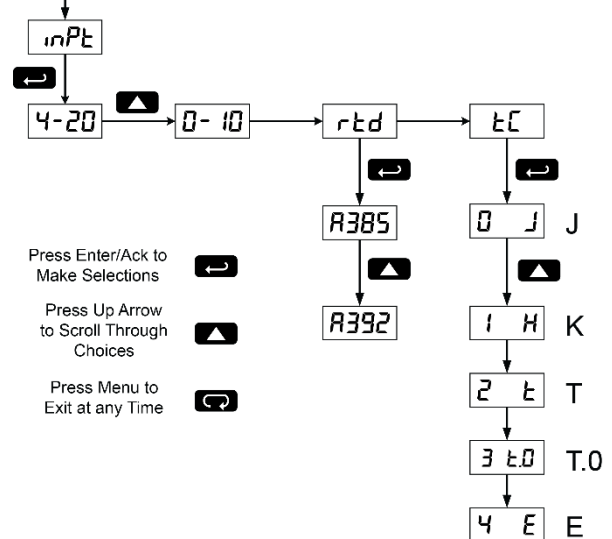 inPt
4-20
0-10
rtd
tC
A385
0 J
J
Press Enter/Ack to
Make Selections
Press Up Arrow
to Scroll Through
Choices
A392
1 H
K
Press Menu to
Exit at any Time
2 t
T
3 t.0
T.0
4 E
E